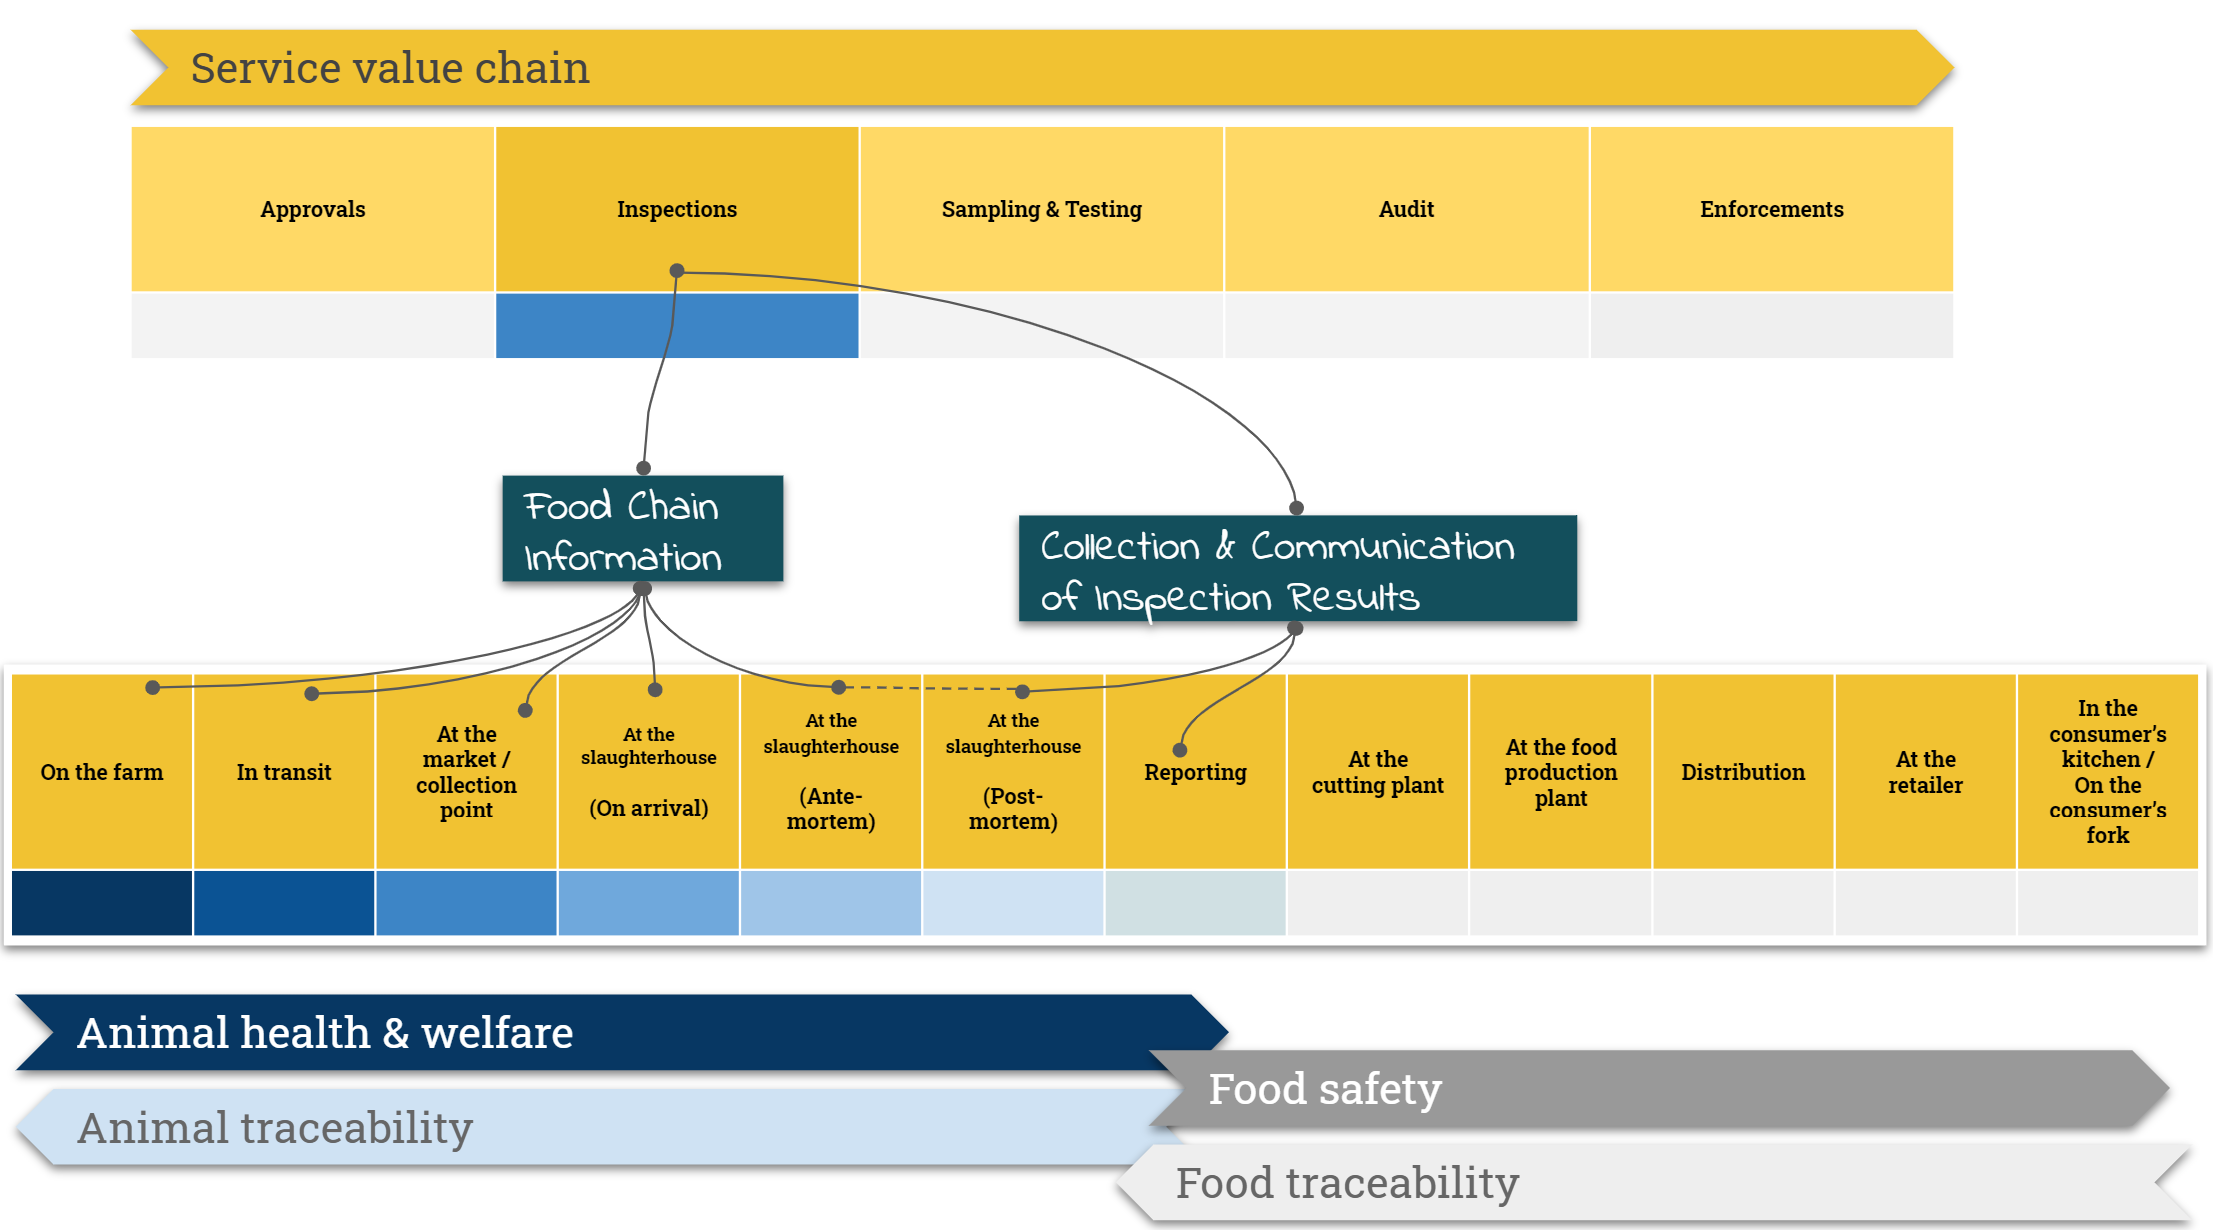 Service value chain
Approvals
Inspections
Sampling & Testing
Audit
Enforcements
Food Chain
Information
Collection & Communication
of Inspection Results
On the farm
In transit
At the
market /
collection
point
At the
slaughterhouse
(On arrival)
At the
slaughterhouse
(Ante-
mortem)
At the
slaughterhouse
(Post-
mortem)
Reporting
At the
cutting plant
At the food
production
plant
Distribution
At the
retailer
In the
consumer’s
kitchen /
On the
consumer’s
fork
Animal health & welfare
Food safety
Animal traceability
Food traceability